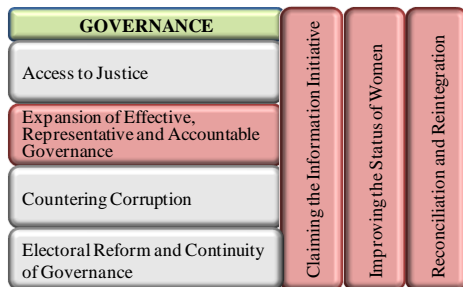 GOVERNANCE
Access to Justice
Expansion of Effective,
Representative and Accountable
Governance
Countering Corruption
Electoral Reform and Continuity
of Governance
Claiming the Information Initiative
Improving the Status of Women
Reconciliation and Reintegration